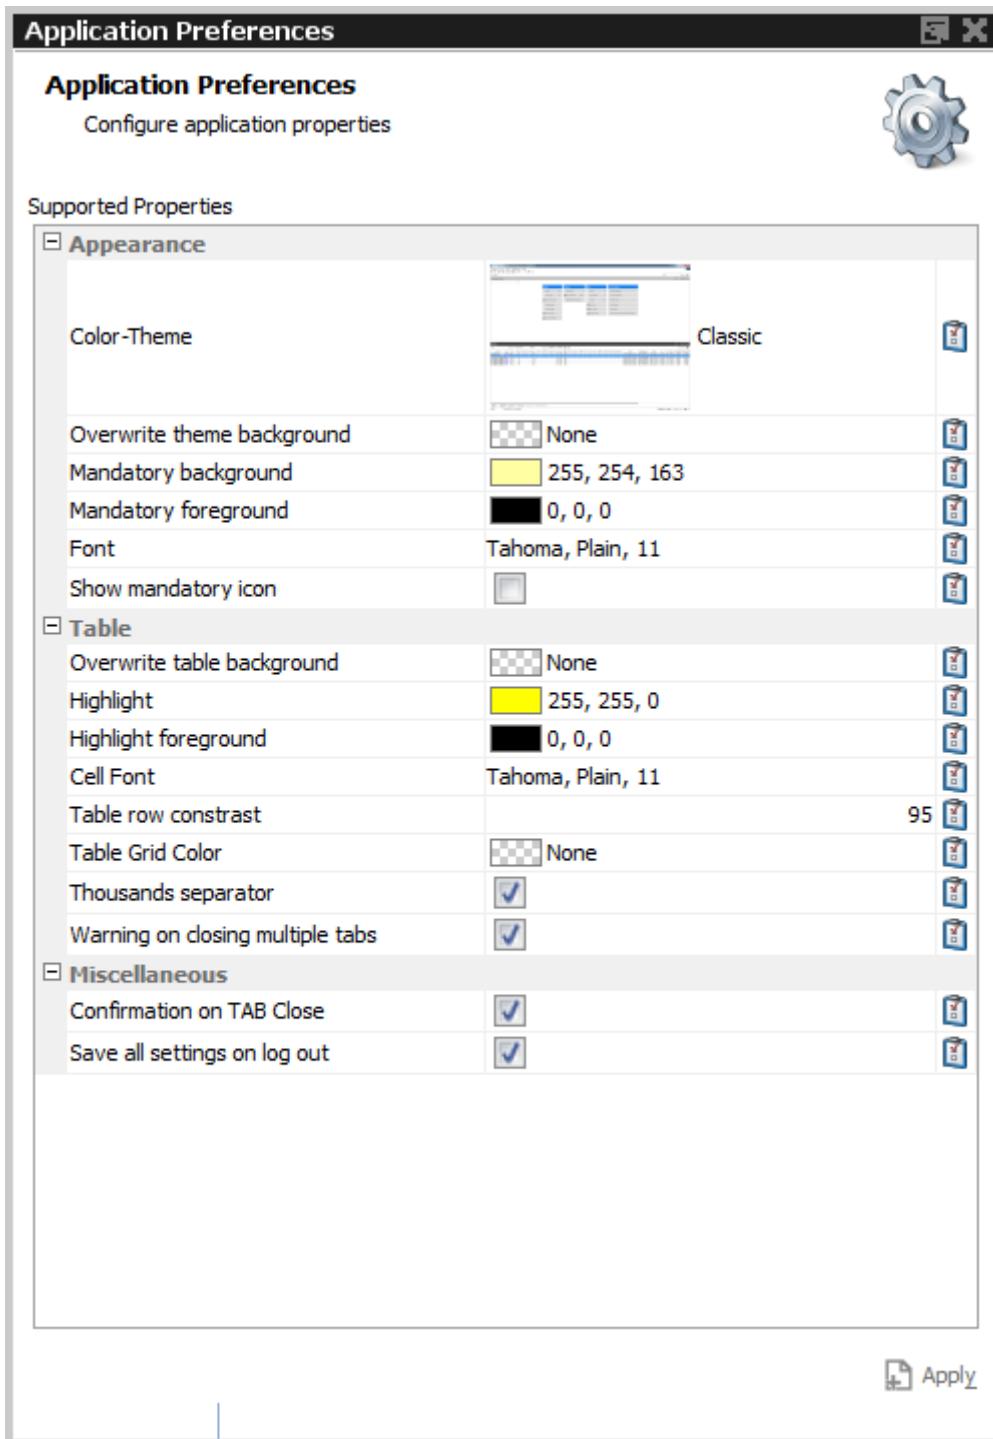 Application Preferences
Application Preferences
Configure application properties
Supported Properties
Appearance
Color-Theme Classic
Overwrite theme background None
Mandatory background 255, 254, 163
Mandatory foreground 0, 0, 0
Font Tahoma, Plain, 11
Show mandatory icon
Table
Overwrite table background None
Highlight 255, 255, 0
Highlight foreground 0, 0, 0
Cell Font Tahoma, Plain, 11
Table row constrast 95
Table Grid Color None
Thousands separator
Warning on closing multiple tabs
Miscellaneous
Confirmation on TAB Close
Save all settings on log out
Apply